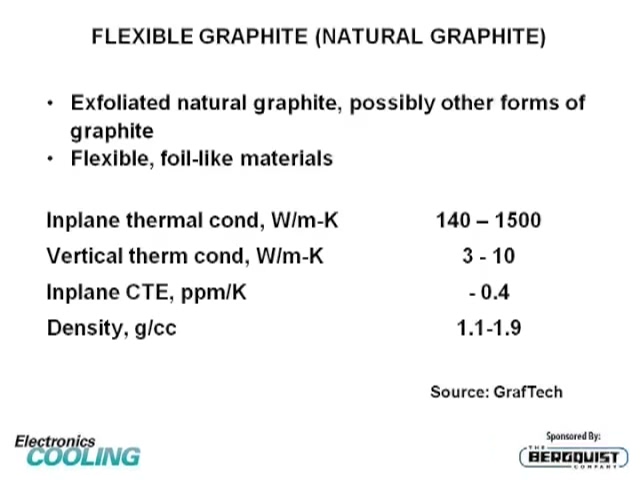 FLEXIBLE GRAPHITE (NATURAL GRAPHITE)
• Exfoliated natural graphite, possibly other forms of
graphite
• Flexible, foil-like materials
Inplane thermal cond, W/m-K 140 – 1500
Vertical therm cond, W/m-K 3 - 10
Inplane CTE, ppm/K - 0.4
Density, g/cc 1.1-1.9
Source: GrafTech
Electronics
COOLING
Sponsored By:
THE
BERGQUIST
COMPANY